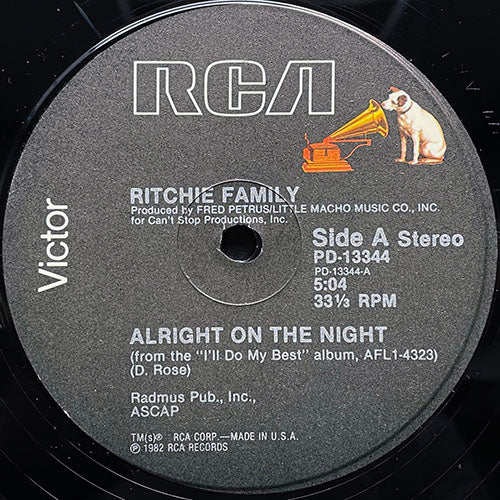 RCA
Victor
RITCHIE FAMILY
Produced by FRED PETRUS/LITTLE MACHO MUSIC CO., INC.
for Can't Stop Productions, Inc.
Side A Stereo
PD-13344
PD-13344-A
5:04
33⅓ RPM
ALRIGHT ON THE NIGHT
(from the "I'll Do My Best" album, AFL1-4323)
(D. Rose)
Radmus Pub., Inc.,
ASCAP
TM(s)® RCA CORP.—MADE IN U.S.A.
Ⓟ 1982 RCA RECORDS